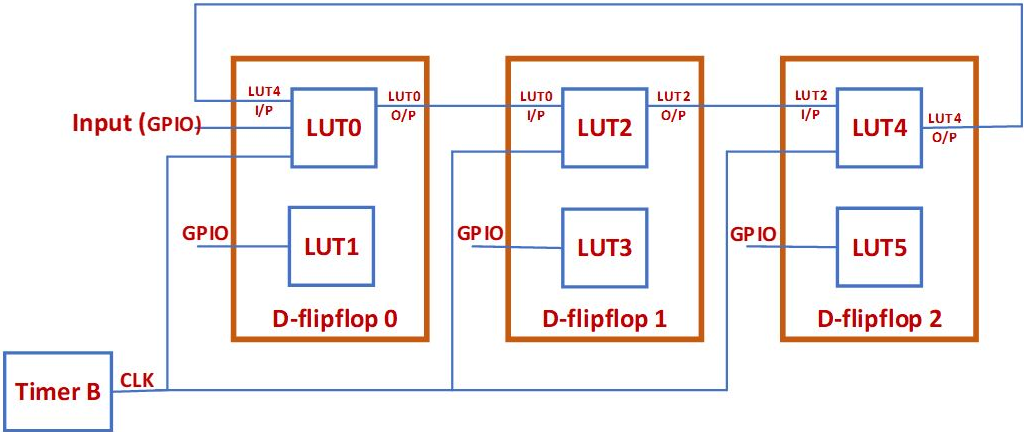 LUT4
I/P
LUT0
O/P
LUT0
I/P
LUT2
O/P
LUT2
I/P
LUT4
O/P
Input (GPIO)
LUT0
LUT2
LUT4
GPIO
LUT1
GPIO
LUT3
GPIO
LUT5
D-flipflop 0
D-flipflop 1
D-flipflop 2
Timer B
CLK